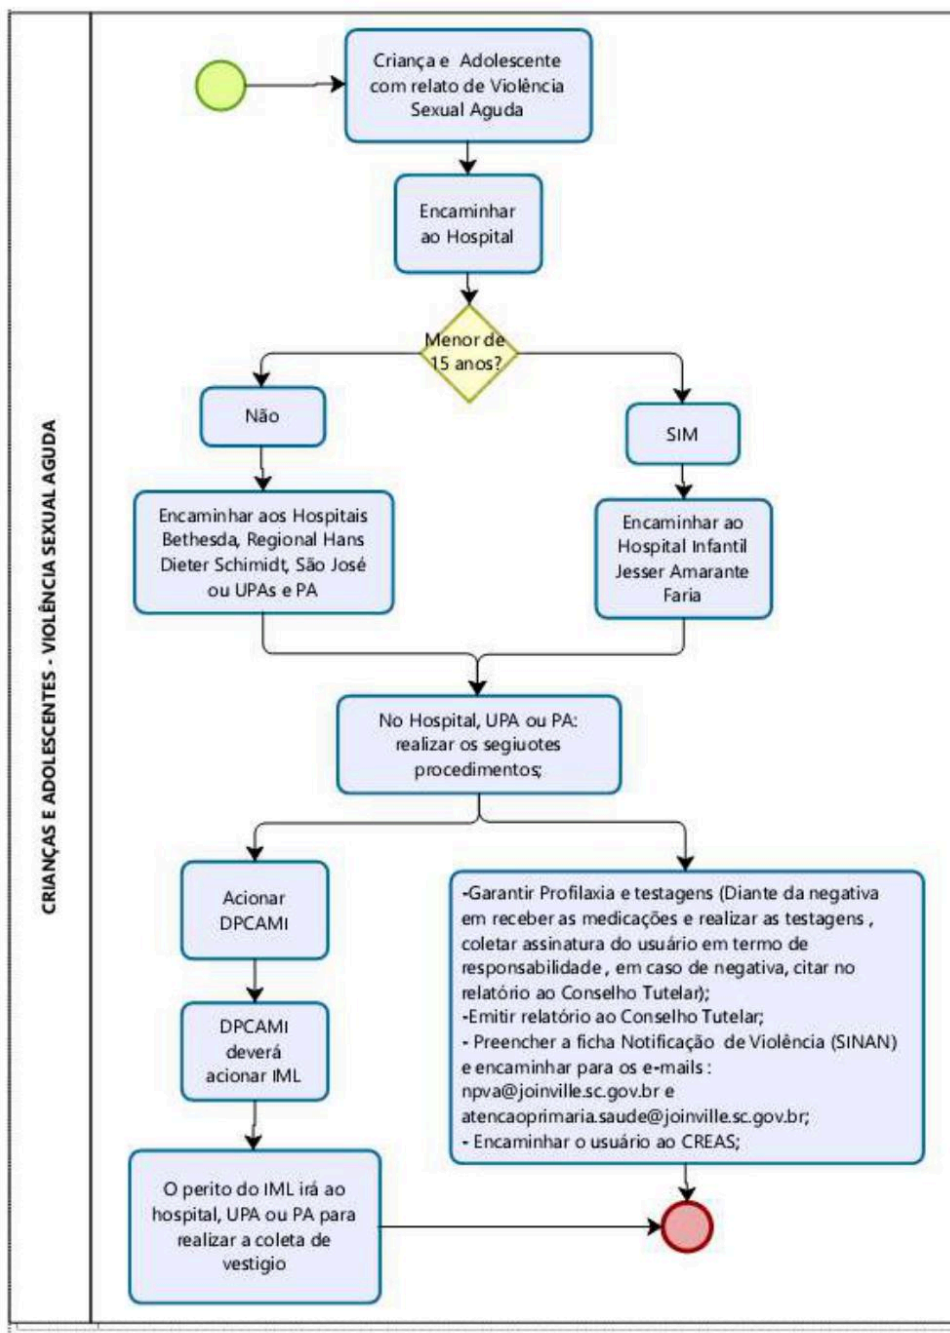 CRIANÇAS E ADOLESCENTES - VIOLÊNCIA SEXUAL AGUDA
Criança e Adolescente
com relato de Violência
Sexual Aguda
Encaminhar
ao Hospital
Menor de
15 anos?
Não
SIM
Encaminhar aos Hospitais
Bethesda, Regional Hans
Dieter Schimidt, São José
ou UPAs e PA
Encaminhar ao
Hospital Infantil
Jesser Amarante
Faria
No Hospital, UPA ou PA:
realizar os segiuotes
procedimentos;
Acionar
DPCAMI
DPCAMI
deverá
acionar IML
O perito do IML irá ao
hospital, UPA ou PA para
realizar a coleta de
vestigio
-Garantir Profilaxia e testagens (Diante da negativa
em receber as medicações e realizar as testagens ,
coletar assinatura do usuário em termo de
responsabilidade , em caso de negativa, citar no
relatório ao Conselho Tutelar);
-Emitir relatório ao Conselho Tutelar;
- Preencher a ficha Notificação de Violência (SINAN)
e encaminhar para os e-mails :
npva@joinville.sc.gov.br e
atencaoprimaria.saude@joinville.sc.gov.br;
- Encaminhar o usuário ao CREAS;